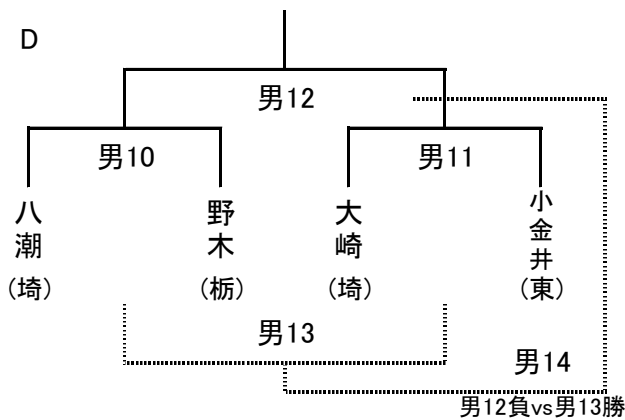 D
男12
男10
男11
八潮
(埼)
野木
(栃)
大崎
(埼)
小金井
(東)
男13
男14
男12負vs男13勝